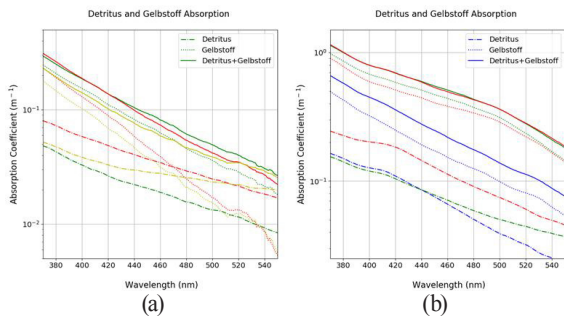 Detritus and Gelbstoff Absorption
Detritus
Gelbstoff
Detritus+Gelbstoff
Absorption Coefficient (m⁻¹)
10⁻¹
10⁻²
380 400 420 440 460 480 500 520 540
Wavelength (nm)
(a)
Detritus and Gelbstoff Absorption
Detritus
Gelbstoff
Detritus+Gelbstoff
Absorption Coefficient (m⁻¹)
10⁰
10⁻¹
380 400 420 440 460 480 500 520 540
Wavelength (nm)
(b)